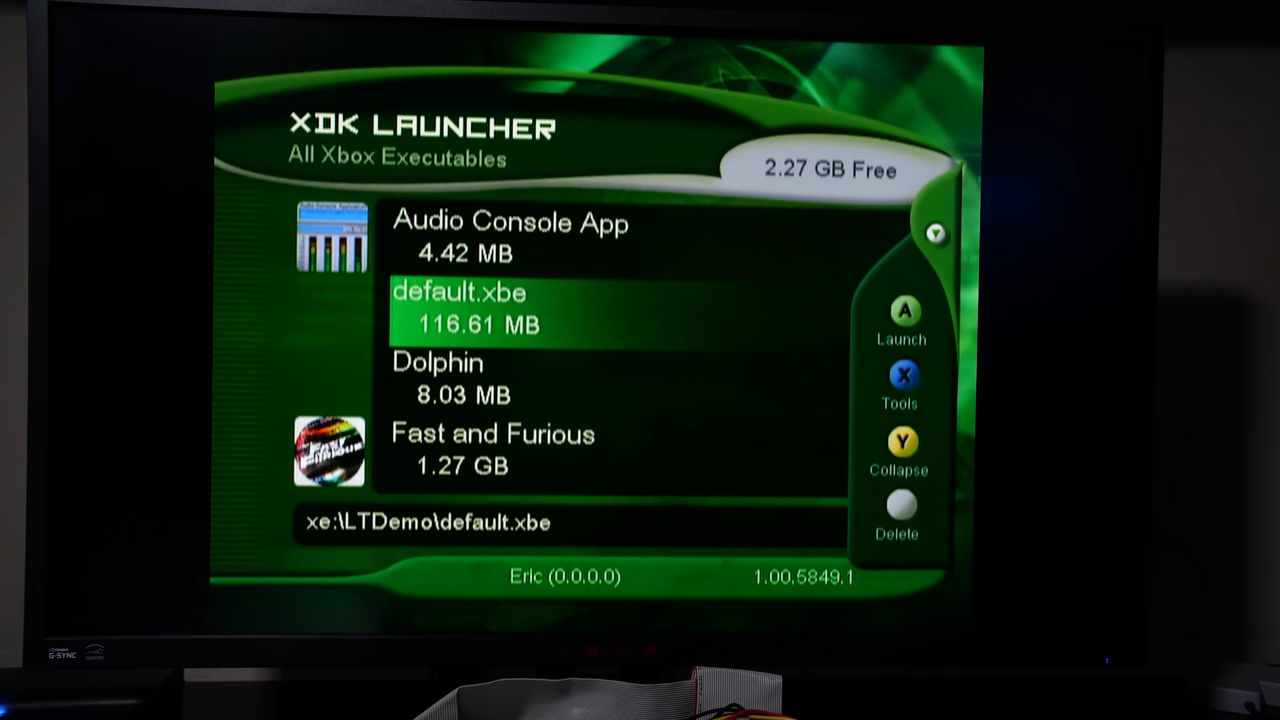 XDK LAUNCHER
All Xbox Executables
2.27 GB Free
Audio Console App
4.42 MB
default.xbe
116.61 MB
Dolphin
8.03 MB
Fast and Furious
1.27 GB
A
Launch
X
Tools
Y
Collapse
Delete
xe:\LTDemo\default.xbe
Eric (0.0.0.0)
1.00.5849.1
G-SYNC